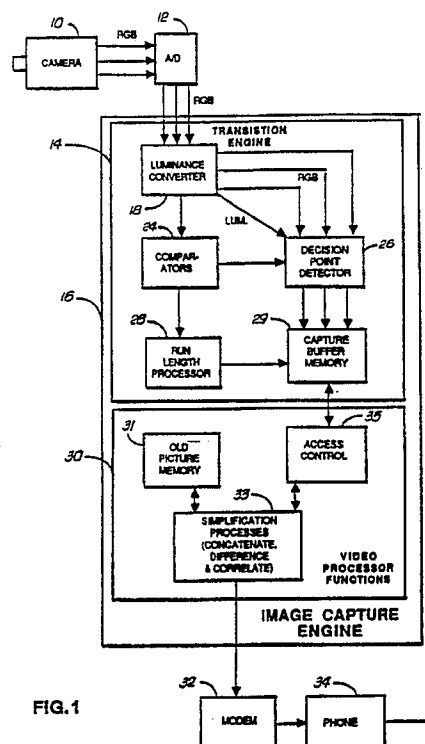 10
12
RGB
CAMERA
A/D
RGB
14
TRANSISTION
ENGINE
LUMINANCE
CONVERTER
RGB
18
LUM.
24
26
COMPAR-
ATORS
DECISION
POINT
DETECTOR
16
28
29
RUN
LENGTH
PROCESSOR
CAPTURE
BUFFER
MEMORY
31
35
30
OLD
PICTURE
MEMORY
ACCESS
CONTROL
33
SIMPLIFICATION
PROCESSES
(CONCATENATE,
DIFFERENCE
& CORRELATE)
VIDEO
PROCESSOR
FUNCTIONS
IMAGE CAPTURE
ENGINE
32
34
FIG.1
MODEM
PHONE